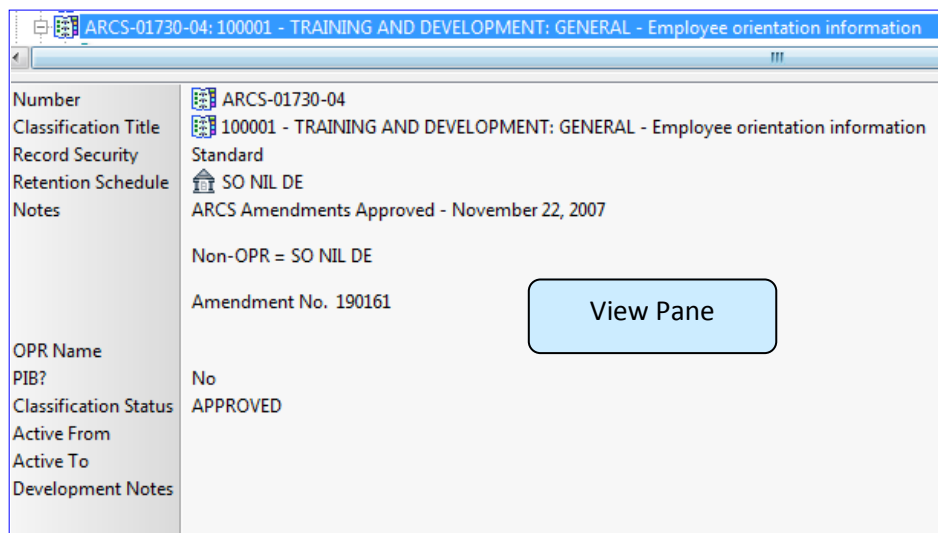 ARCS-01730-04: 100001 - TRAINING AND DEVELOPMENT: GENERAL - Employee orientation information
Number ARCS-01730-04
Classification Title 100001 - TRAINING AND DEVELOPMENT: GENERAL - Employee orientation information
Record Security Standard
Retention Schedule SO NIL DE
Notes ARCS Amendments Approved - November 22, 2007
Non-OPR = SO NIL DE
Amendment No. 190161
View Pane
OPR Name
PIB? No
Classification Status APPROVED
Active From
Active To
Development Notes